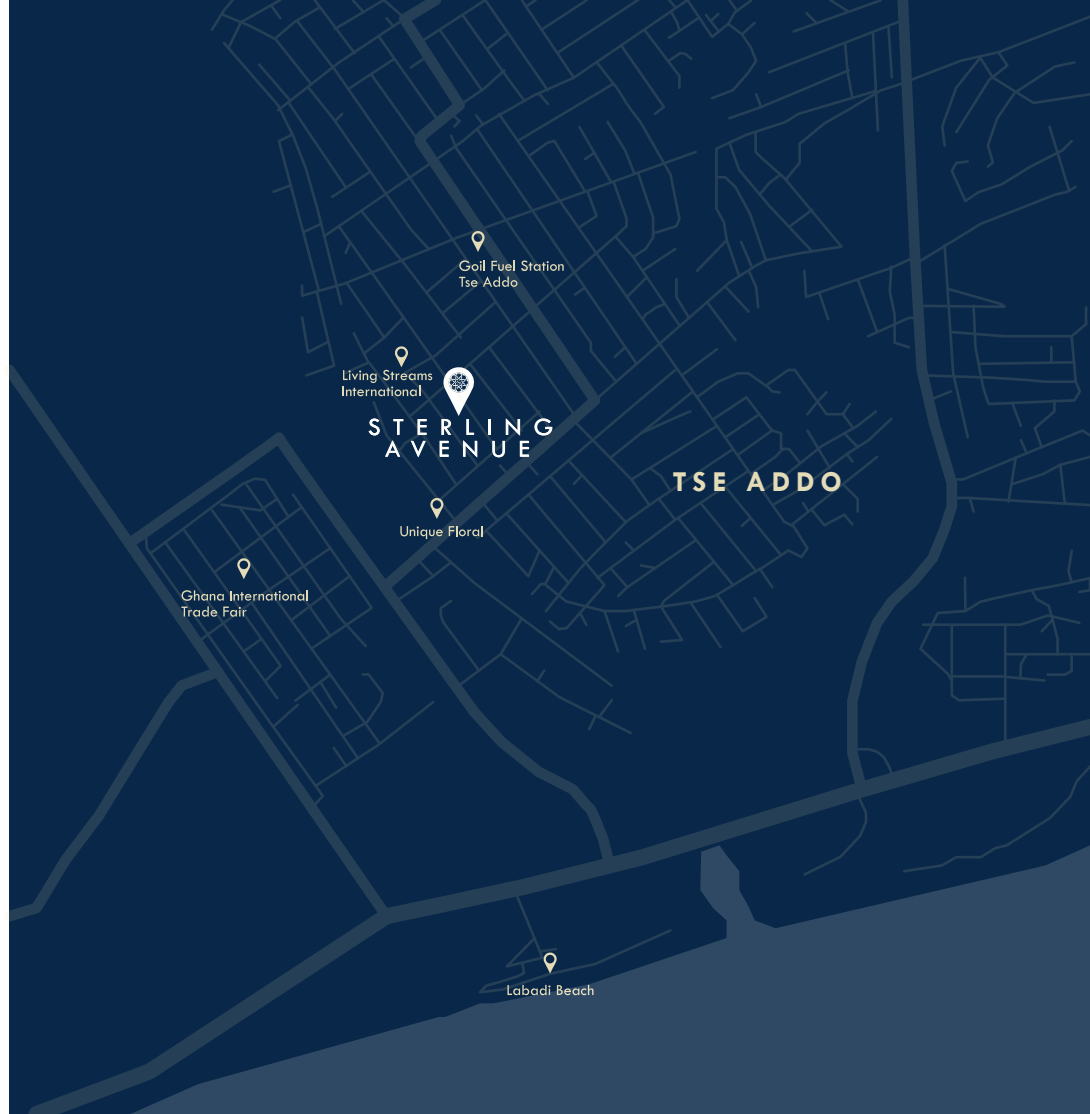 Goil Fuel Station
Tse Addo
Living Streams
International
STERLING
AVENUE
TSE ADDO
Unique Floral
Ghana International
Trade Fair
Labadi Beach